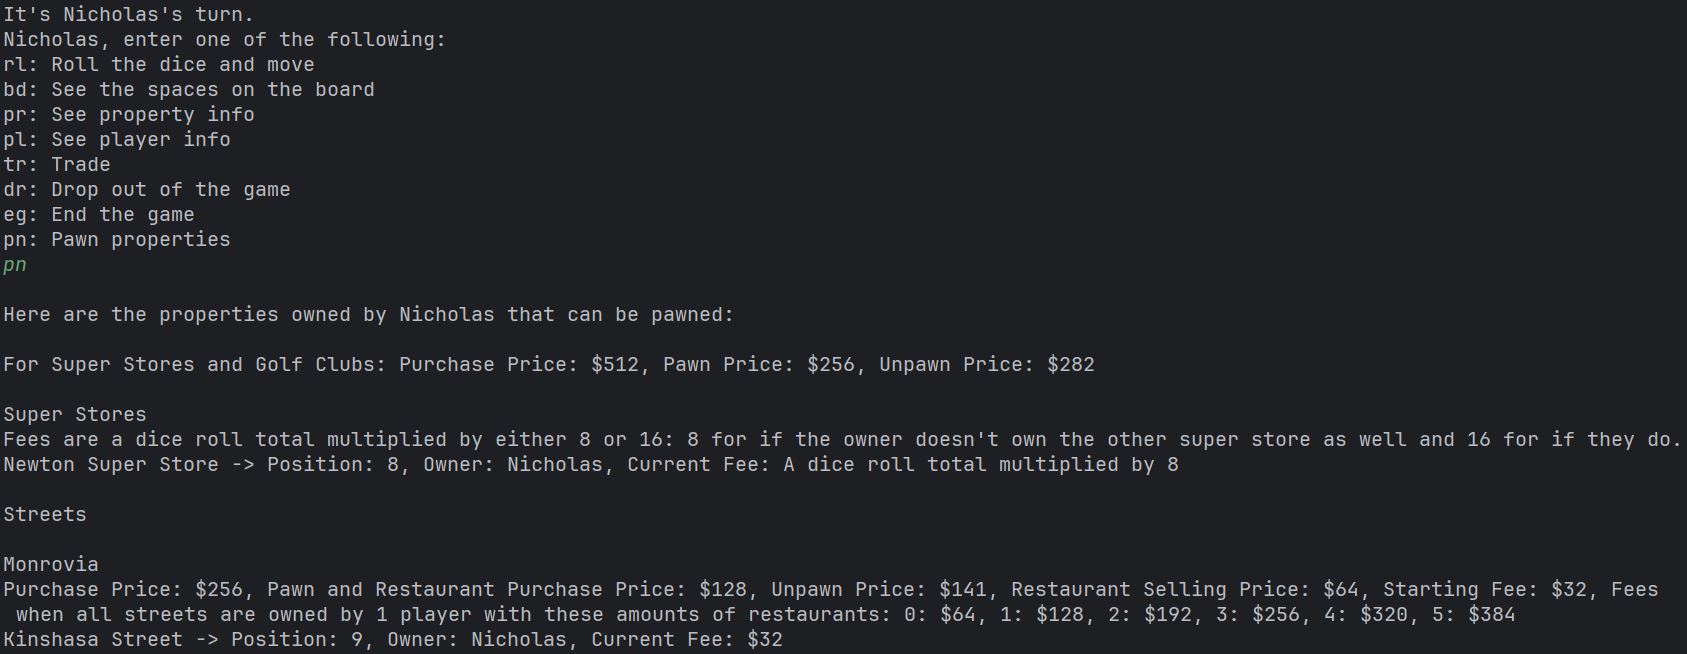 It's Nicholas's turn.
Nicholas, enter one of the following:
rl: Roll the dice and move
bd: See the spaces on the board
pr: See property info
pl: See player info
tr: Trade
dr: Drop out of the game
eg: End the game
pn: Pawn properties
pn
Here are the properties owned by Nicholas that can be pawned:
For Super Stores and Golf Clubs: Purchase Price: $512, Pawn Price: $256, Unpawn Price: $282
Super Stores
Fees are a dice roll total multiplied by either 8 or 16: 8 for if the owner doesn't own the other super store as well and 16 for if they do.
Newton Super Store -> Position: 8, Owner: Nicholas, Current Fee: A dice roll total multiplied by 8
Streets
Monrovia
Purchase Price: $256, Pawn and Restaurant Purchase Price: $128, Unpawn Price: $141, Restaurant Selling Price: $64, Starting Fee: $32, Fees
when all streets are owned by 1 player with these amounts of restaurants: 0: $64, 1: $128, 2: $192, 3: $256, 4: $320, 5: $384
Kinshasa Street -> Position: 9, Owner: Nicholas, Current Fee: $32